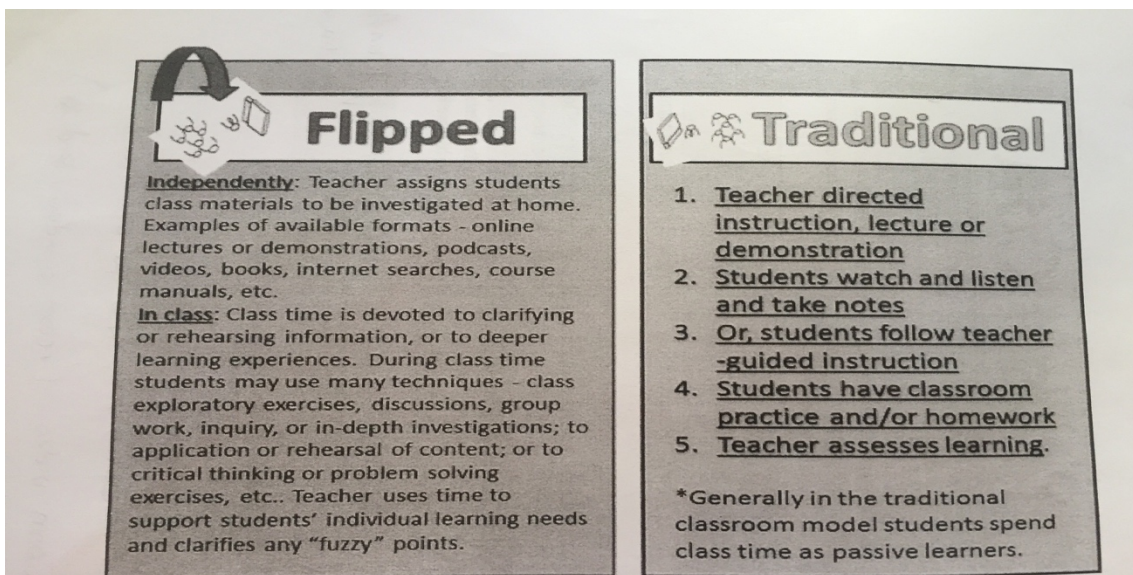 Flipped
Independently: Teacher assigns students
class materials to be investigated at home.
Examples of available formats - online
lectures or demonstrations, podcasts,
videos, books, internet searches, course
manuals, etc.
In class: Class time is devoted to clarifying
or rehearsing information, or to deeper
learning experiences. During class time
students may use many techniques - class
exploratory exercises, discussions, group
work, inquiry, or in-depth investigations; to
application or rehearsal of content; or to
critical thinking or problem solving
exercises, etc.. Teacher uses time to
support students' individual learning needs
and clarifies any "fuzzy" points.
Traditional
1. Teacher directed
instruction, lecture or
demonstration
2. Students watch and listen
and take notes
3. Or, students follow teacher
-guided instruction
4. Students have classroom
practice and/or homework
5. Teacher assesses learning.
*Generally in the traditional
classroom model students spend
class time as passive learners.